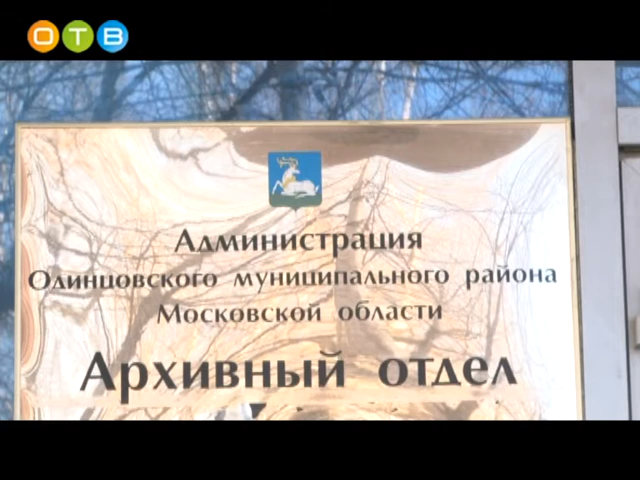 ОТВ
Администрация
Одинцовского муниципального района
Московской области
Архивный отдел